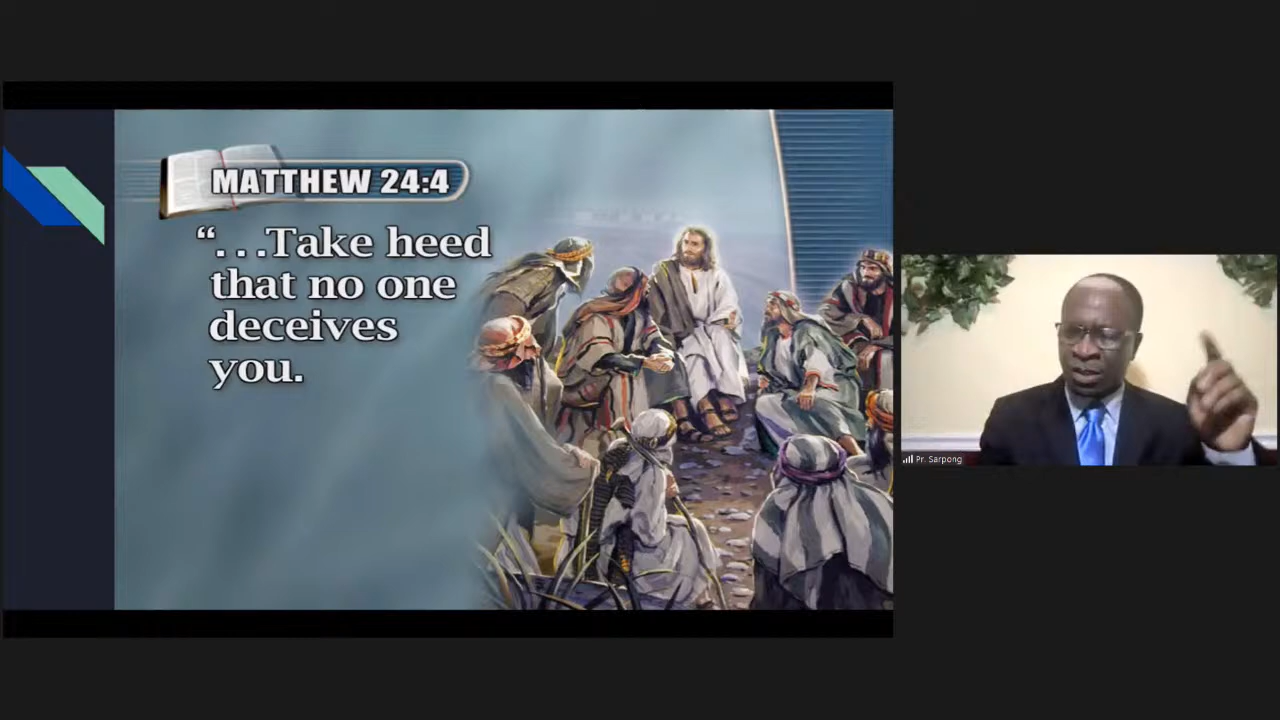 MATTHEW 24:4
“. . .Take heed
that no one
deceives
you.
Pr. Sarpong